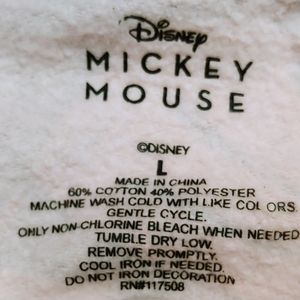 Disney
MICKEY
MOUSE
©DISNEY
L
MADE IN CHINA
60% COTTON 40% POLYESTER
MACHINE WASH COLD WITH LIKE COLORS
GENTLE CYCLE.
ONLY NON-CHLORINE BLEACH WHEN NEEDED
TUMBLE DRY LOW.
REMOVE PROMPTLY.
COOL IRON IF NEEDED.
DO NOT IRON DECORATION
RN#117508